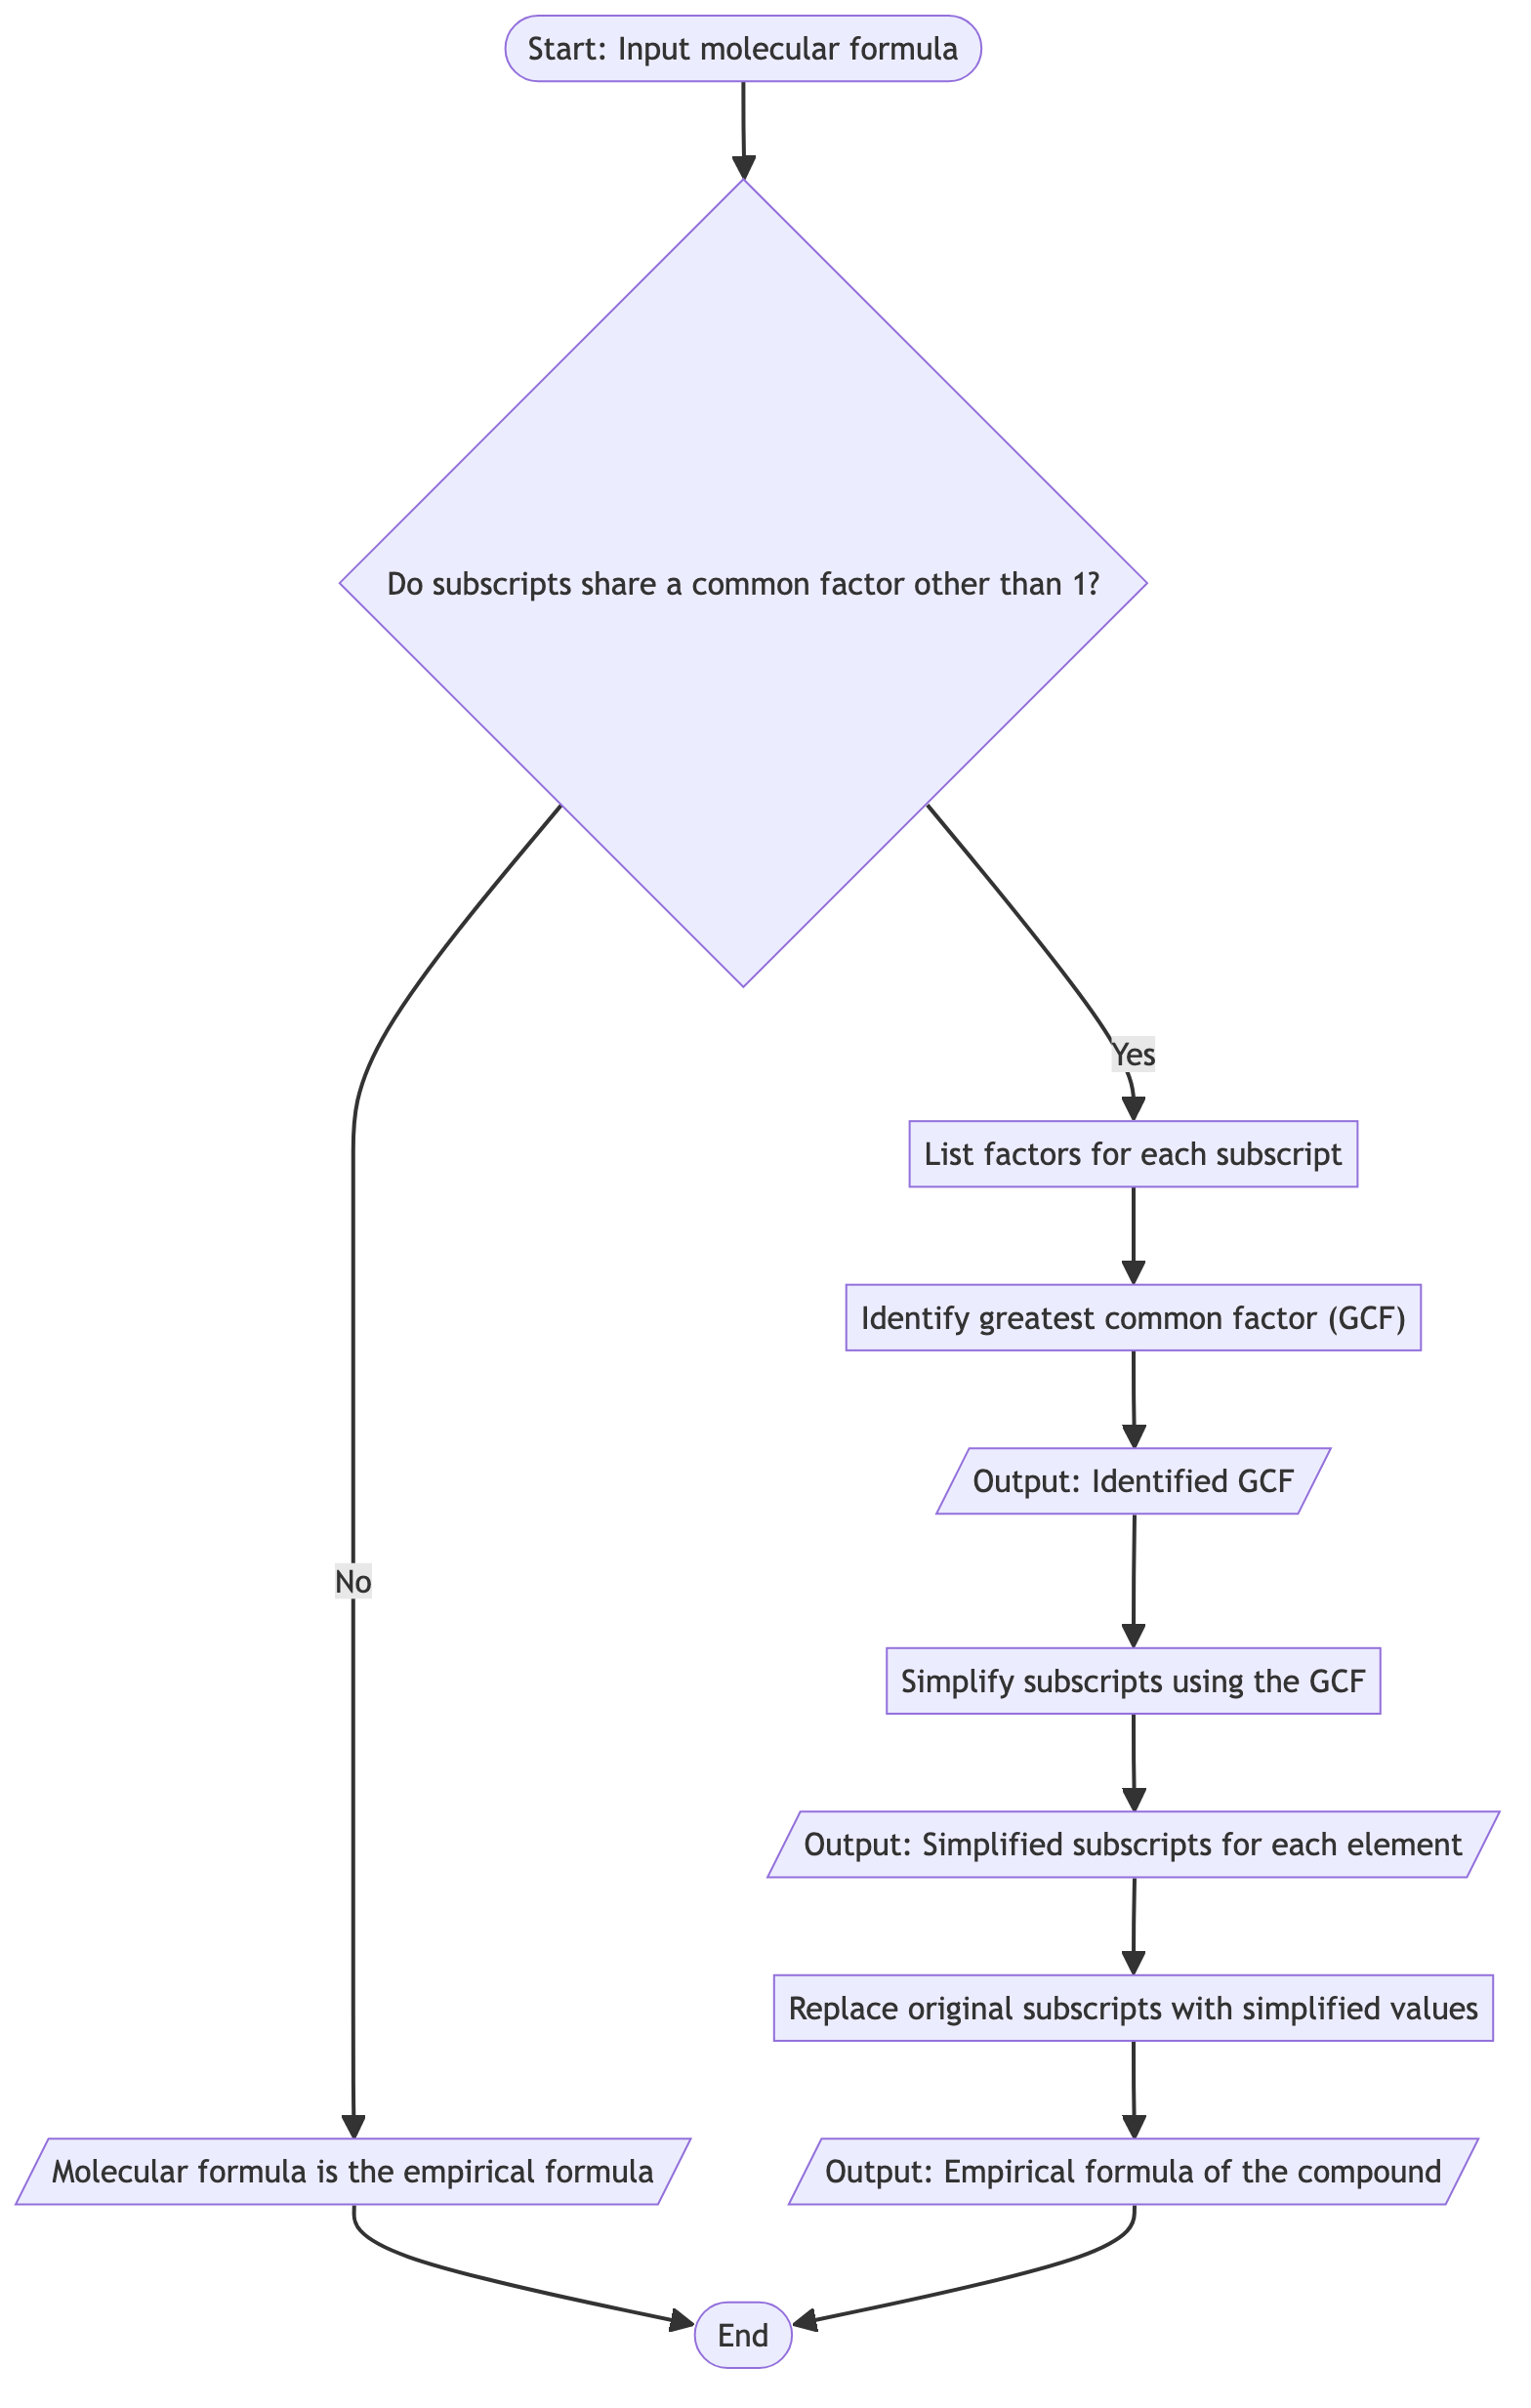 Start: Input molecular formula
Do subscripts share a common factor other than 1?
Yes
List factors for each subscript
Identify greatest common factor (GCF)
Output: Identified GCF
No
Simplify subscripts using the GCF
Output: Simplified subscripts for each element
Replace original subscripts with simplified values
Molecular formula is the empirical formula
Output: Empirical formula of the compound
End